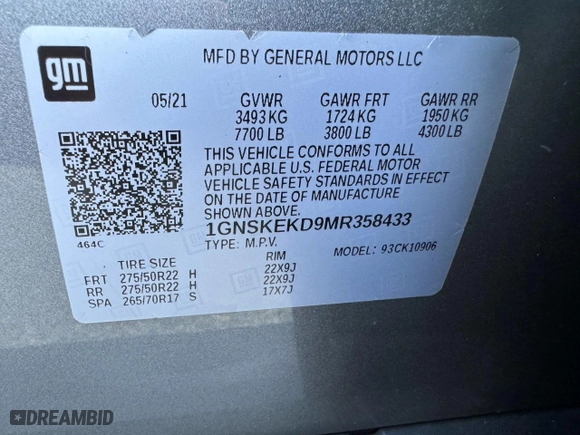 gm
MFD BY GENERAL MOTORS LLC
05/21 GVWR GAWR FRT GAWR RR
3493 KG 1724 KG 1950 KG
7700 LB 3800 LB 4300 LB
THIS VEHICLE CONFORMS TO ALL
APPLICABLE U.S. FEDERAL MOTOR
VEHICLE SAFETY STANDARDS IN EFFECT
ON THE DATE OF MANUFACTURE
SHOWN ABOVE.
464C
1GNSKEKD9MR358433
TYPE: M.P.V. MODEL: 93CK10906
TIRE SIZE RIM
FRT 275/50R22 H 22X9J
RR 275/50R22 H 22X9J
SPA 265/70R17 S 17X7J
DREAMBID